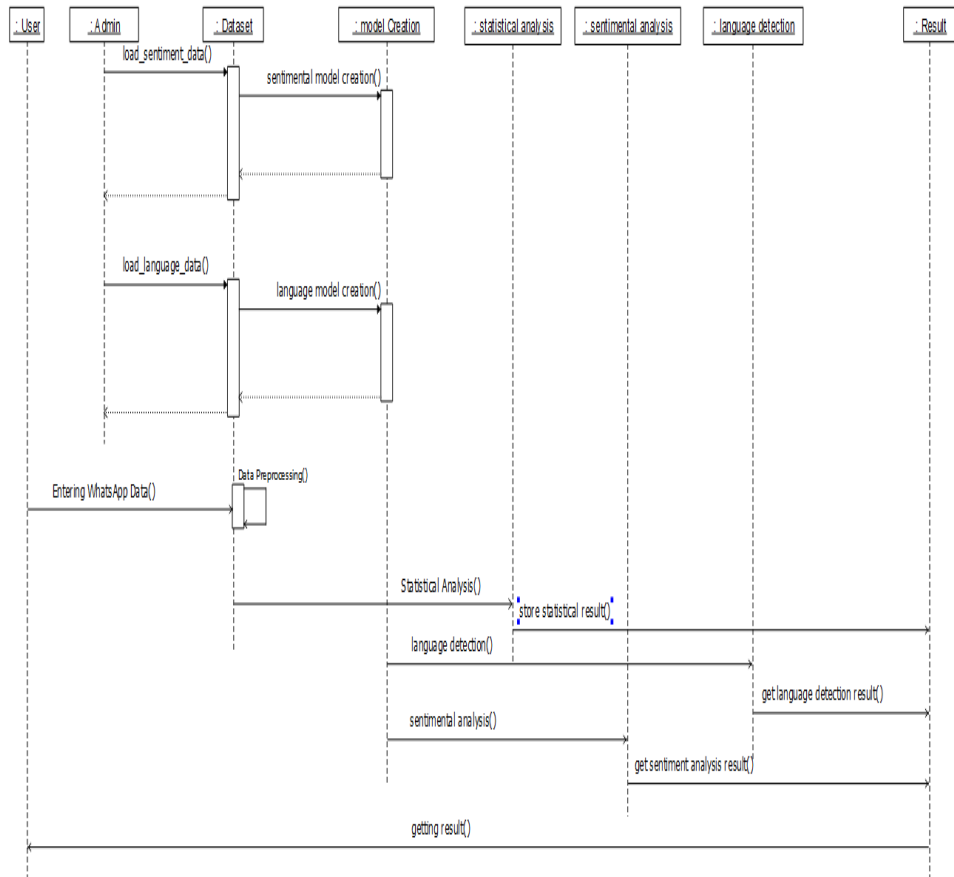 : User
: Admin
: Dataset
: model Creation
: statistical analysis
: sentimental analysis
: language detection
: Result
load_sentiment_data()
sentimental model creation()
load_language_data()
language model creation()
Data Preprocessing()
Entering WhatsApp Data()
Statistical Analysis()
store statistical result()
language detection()
get language detection result()
sentimental analysis()
get sentiment analysis result()
getting result()